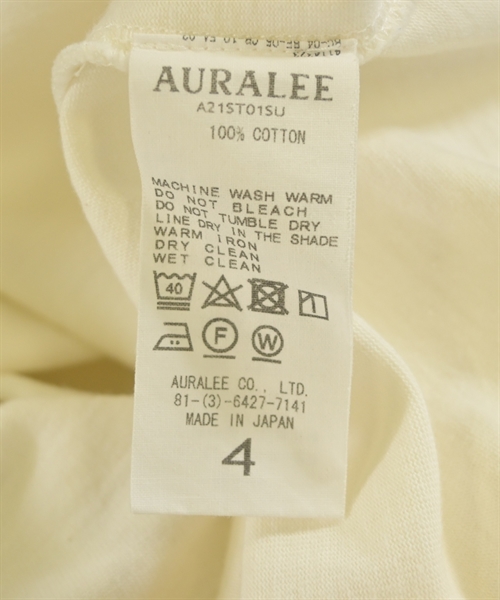 AURALEE
A21ST01SU
100% COTTON
MACHINE WASH WARM
DO NOT BLEACH
DO NOT TUMBLE DRY
LINE DRY IN THE SHADE
WARM IRON
DRY CLEAN
WET CLEAN
40
F W
AURALEE CO., LTD.
81-(3)-6427-7141
MADE IN JAPAN
4